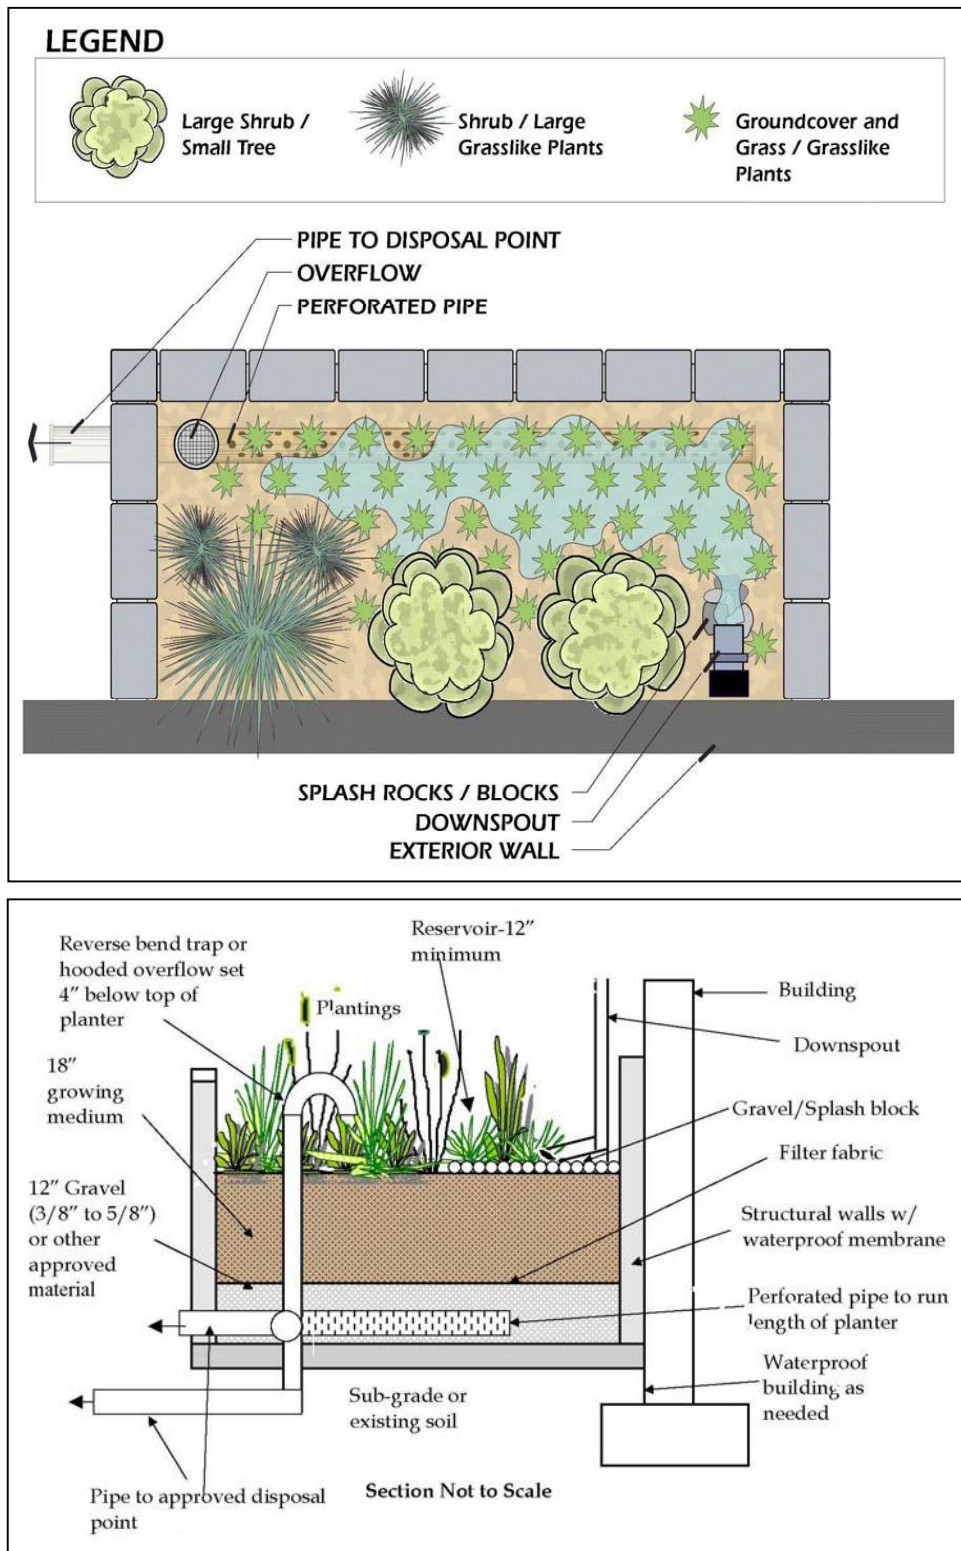 LEGEND
Large Shrub /
Small Tree
Shrub / Large
Grasslike Plants
Groundcover and
Grass / Grasslike
Plants
PIPE TO DISPOSAL POINT
OVERFLOW
PERFORATED PIPE
SPLASH ROCKS / BLOCKS
DOWNSPOUT
EXTERIOR WALL
Reverse bend trap or
hooded overflow set
4" below top of
planter
Reservoir-12"
minimum
Plantings
Building
Downspout
18"
growing
medium
Gravel/Splash block
Filter fabric
12" Gravel
(3/8" to 5/8")
or other
approved
material
Structural walls w/
waterproof membrane
Perforated pipe to run
length of planter
Waterproof
building as
needed
Sub-grade or
existing soil
Pipe to approved disposal
point
Section Not to Scale